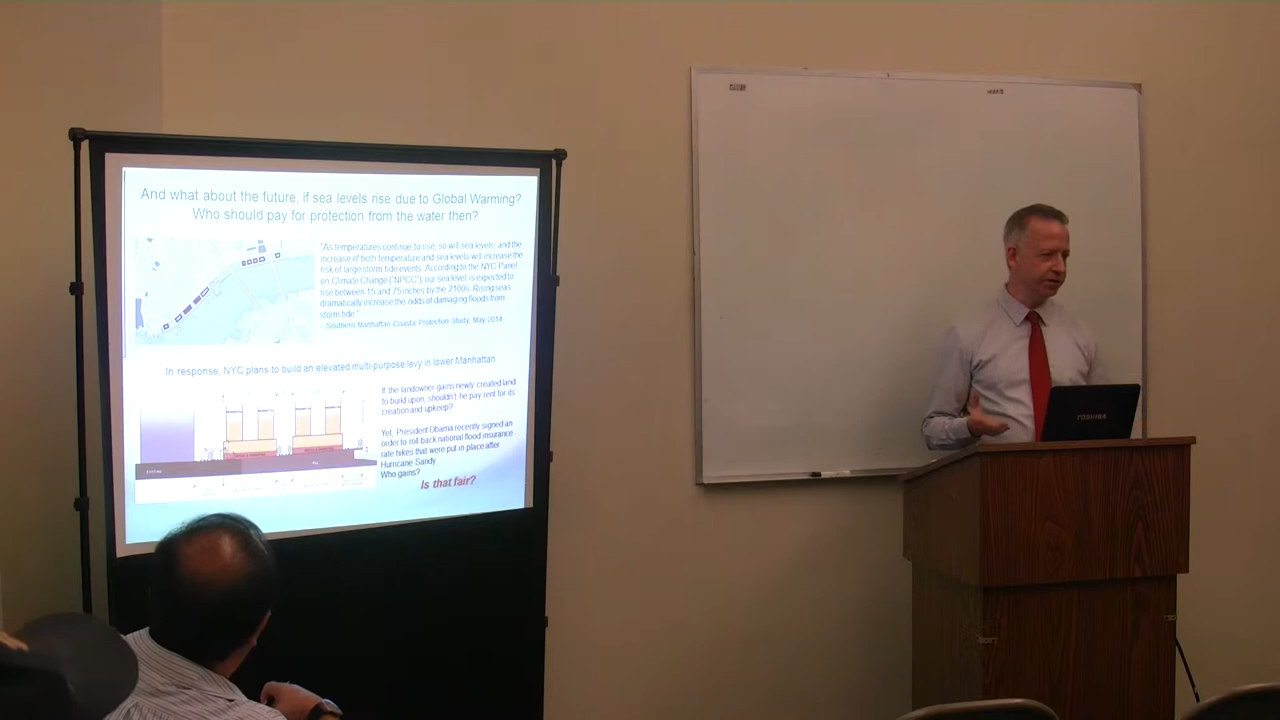 And what about the future, if sea levels rise due to Global Warming?
Who should pay for protection from the water then?
"As temperatures continue to rise, so will sea levels, and the
increase of both temperature and sea levels will increase the
risk of large storm tide events. According to the NYC Panel
on Climate Change ("NPCC"), our sea level is expected to
rise between 15 and 75 inches by the 2100s. Rising seas
dramatically increase the odds of damaging floods from
storm tide."
- Southern Manhattan Coastal Protection Study, May 2014
In response, NYC plans to build an elevated multi-purpose levy in lower Manhattan
If the landowner gains newly created land
to build upon, shouldn't he pay rent for its
creation and upkeep?
Yet, President Obama recently signed an
order to roll back national flood insurance
rate hikes that were put in place after
Hurricane Sandy
Who gains?
Is that fair?
TOSHIBA